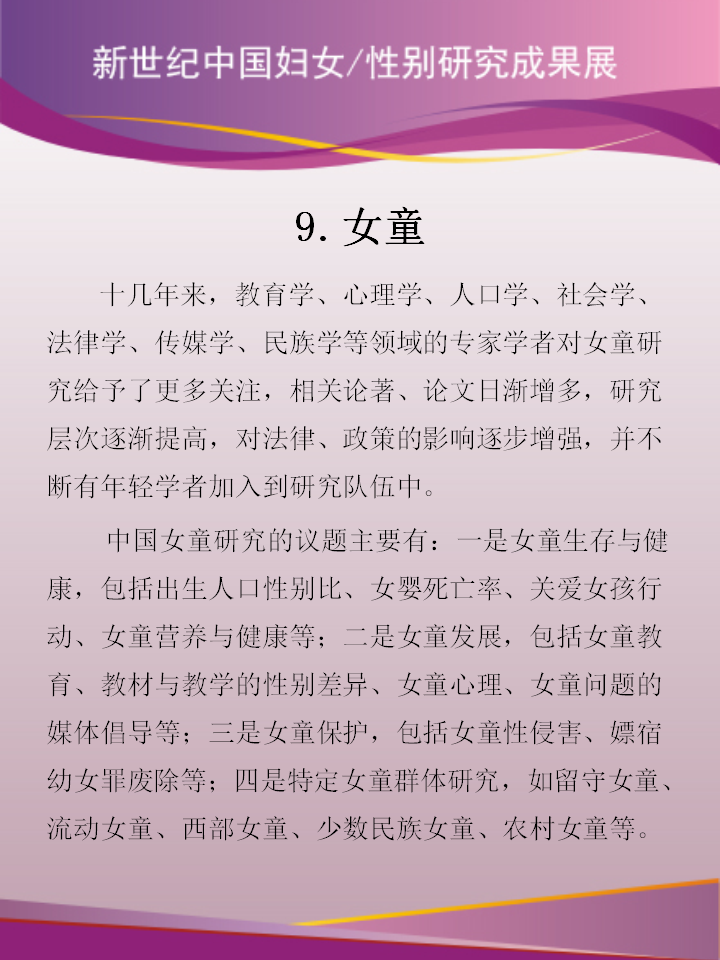 新世纪中国妇女/性别研究成果展
9. 女童
十几年来，教育学、心理学、人口学、社会学、
法律学、传媒学、民族学等领域的专家学者对女童研
究给予了更多关注，相关论著、论文日渐增多，研究
层次逐渐提高，对法律、政策的影响逐步增强，并不
断有年轻学者加入到研究队伍中。
中国女童研究的议题主要有：一是女童生存与健
康，包括出生人口性别比、女婴死亡率、关爱女孩行
动、女童营养与健康等；二是女童发展，包括女童教
育、教材与教学的性别差异、女童心理、女童问题的
媒体倡导等；三是女童保护，包括女童性侵害、嫖宿
幼女罪废除等；四是特定女童群体研究，如留守女童、
流动女童、西部女童、少数民族女童、农村女童等。